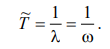 T̃ = 1/λ = 1/ω.